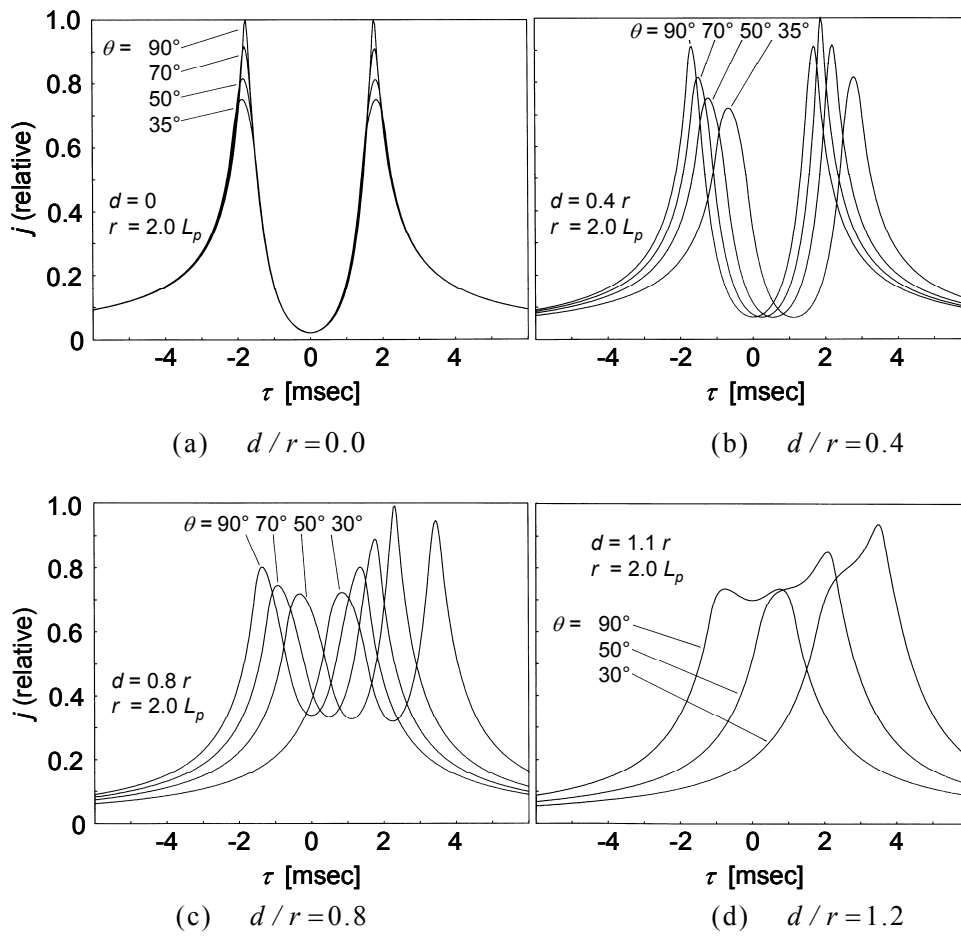 1.0
θ = 90°
70°
50°
35°
0.8
0.6
d = 0
r = 2.0 L_p
0.4
0.2
0
j (relative)
-4 -2 0 2 4
τ [msec]
(a) d / r = 0.0
θ = 90° 70° 50° 35°
d = 0.4 r
r = 2.0 L_p
-4 -2 0 2 4
τ [msec]
(b) d / r = 0.4
1.0
θ = 90° 70° 50° 30°
0.8
0.6
d = 0.8 r
r = 2.0 L_p
0.4
0.2
0
j (relative)
-4 -2 0 2 4
τ [msec]
(c) d / r = 0.8
d = 1.1 r
r = 2.0 L_p
θ = 90°
50°
30°
-4 -2 0 2 4
τ [msec]
(d) d / r = 1.2